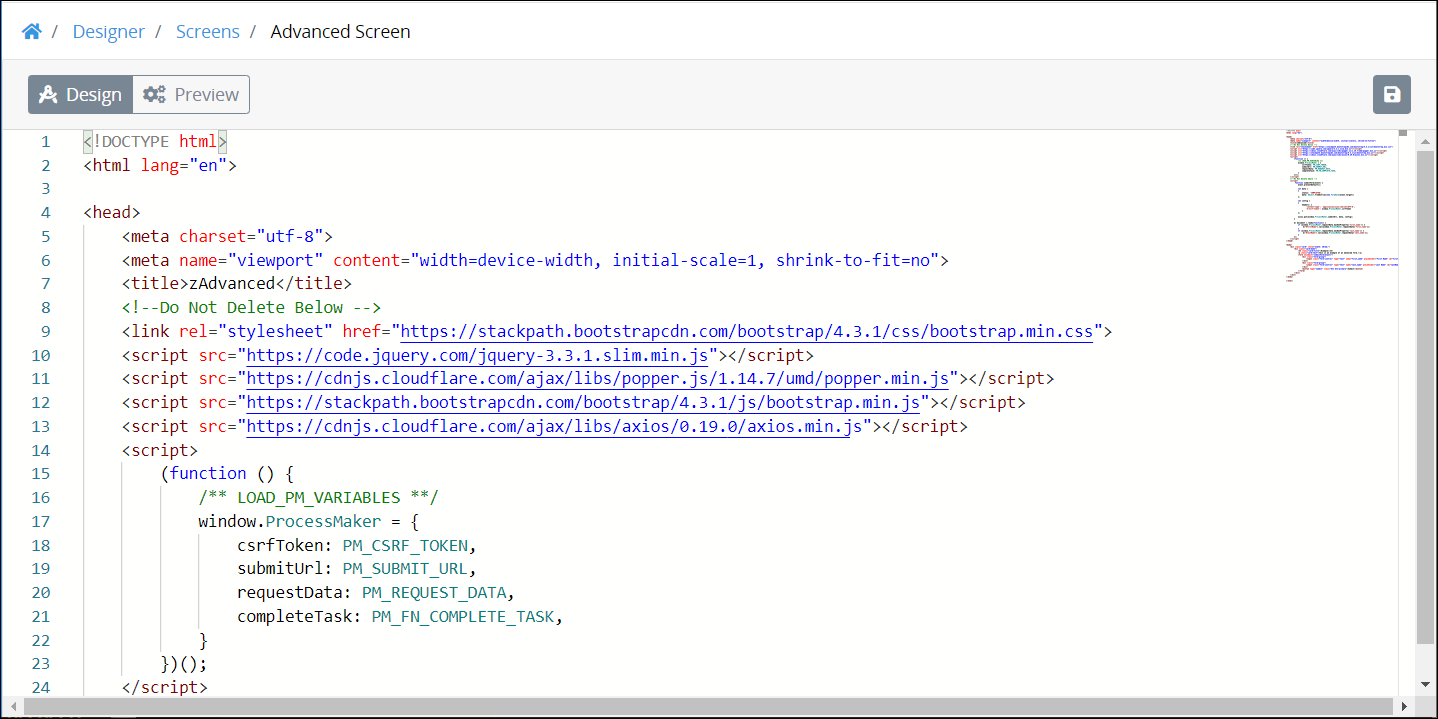 / Designer / Screens / Advanced Screen
Design Preview
1 <!DOCTYPE html>
2 <html lang="en">
3
4 <head>
5 <meta charset="utf-8">
6 <meta name="viewport" content="width=device-width, initial-scale=1, shrink-to-fit=no">
7 <title>zAdvanced</title>
8 <!--Do Not Delete Below -->
9 <link rel="stylesheet" href="https://stackpath.bootstrapcdn.com/bootstrap/4.3.1/css/bootstrap.min.css">
10 <script src="https://code.jquery.com/jquery-3.3.1.slim.min.js"></script>
11 <script src="https://cdnjs.cloudflare.com/ajax/libs/popper.js/1.14.7/umd/popper.min.js"></script>
12 <script src="https://stackpath.bootstrapcdn.com/bootstrap/4.3.1/js/bootstrap.min.js"></script>
13 <script src="https://cdnjs.cloudflare.com/ajax/libs/axios/0.19.0/axios.min.js"></script>
14 <script>
15 (function () {
16 /** LOAD_PM_VARIABLES **/
17 window.ProcessMaker = {
18 csrfToken: PM_CSRF_TOKEN,
19 submitUrl: PM_SUBMIT_URL,
20 requestData: PM_REQUEST_DATA,
21 completeTask: PM_FN_COMPLETE_TASK,
22 }
23 })();
24 </script>